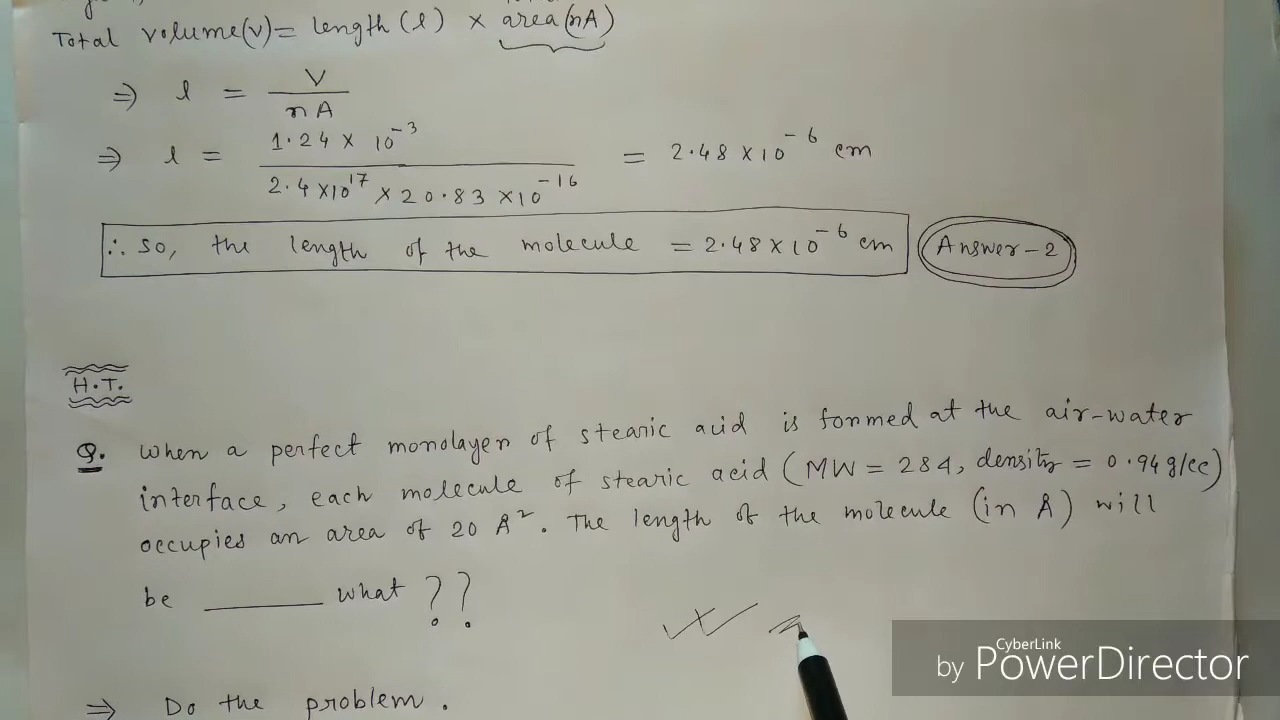 Total volume(v)= length (l) × area(nA)
⇒ l = V / nA
⇒ l = 1.24 × 10⁻³ / 2.4 × 10¹⁷ × 20.83 × 10⁻¹⁶ = 2.48 × 10⁻⁶ cm
∴ So, the length of the molecule = 2.48 × 10⁻⁶ cm Answer-2
H.T.
Q. When a perfect monolayer of stearic acid is formed at the air-water
interface, each molecule of stearic acid (MW = 284, density = 0.94 g/cc)
occupies an area of 20 Å². The length of the molecule (in Å) will
be ______ what ??
⇒ Do the problem.
by CyberLink PowerDirector